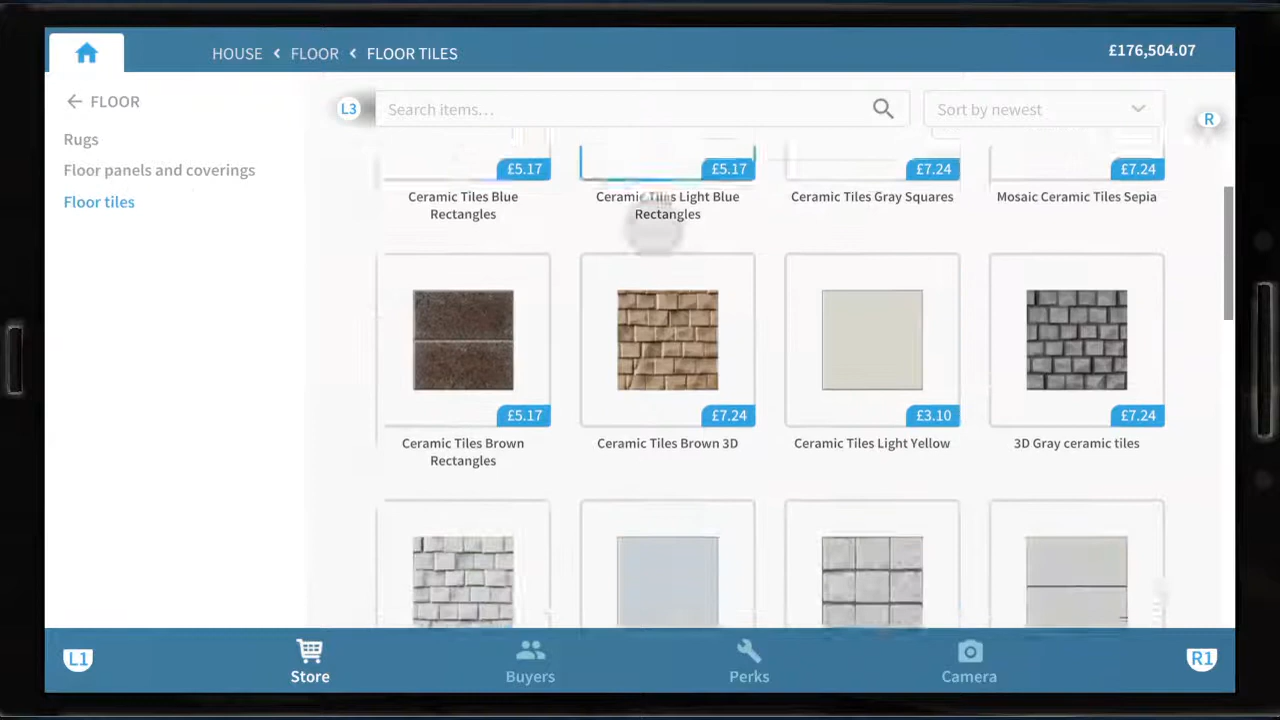 HOUSE < FLOOR < FLOOR TILES
£176,504.07
FLOOR
Rugs
Floor panels and coverings
Floor tiles
L3
Search items...
Sort by newest
R
£5.17
£5.17
£7.24
£7.24
Ceramic Tiles Blue
Rectangles
Ceramic Tiles Light Blue
Rectangles
Ceramic Tiles Gray Squares
Mosaic Ceramic Tiles Sepia
£5.17
£7.24
£3.10
£7.24
Ceramic Tiles Brown
Rectangles
Ceramic Tiles Brown 3D
Ceramic Tiles Light Yellow
3D Gray ceramic tiles
L1
Store
Buyers
Perks
Camera
R1